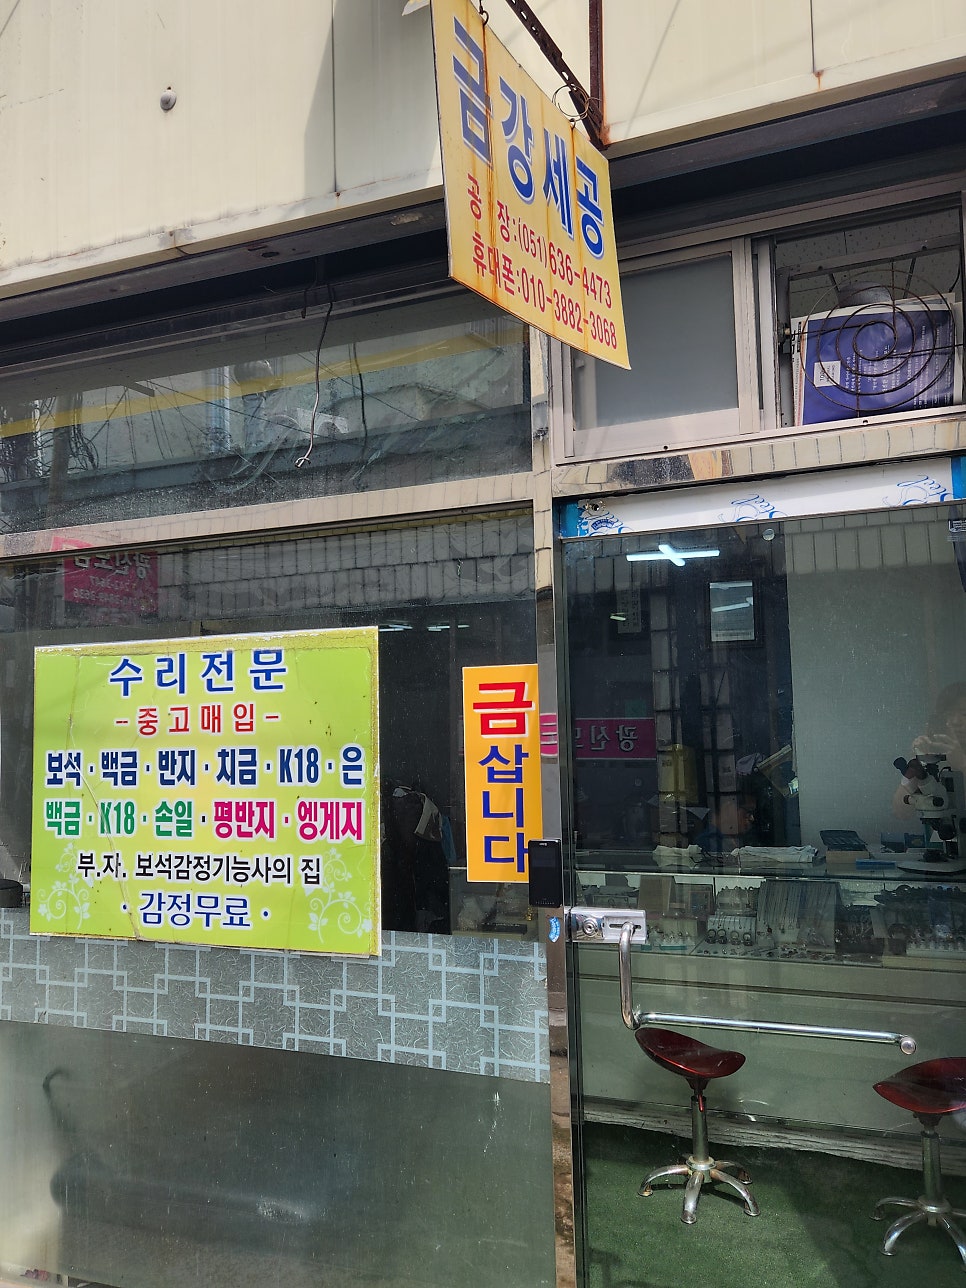 금강세공
공 장:(051)636-4473
휴대폰:010-3882-3068
수리전문
-중고매입-
보석·백금·반지·치금·K18·은
백금·K18·손일·평반지·엥게지
부.자. 보석감정기능사의 집
·감정무료·
금삽니다